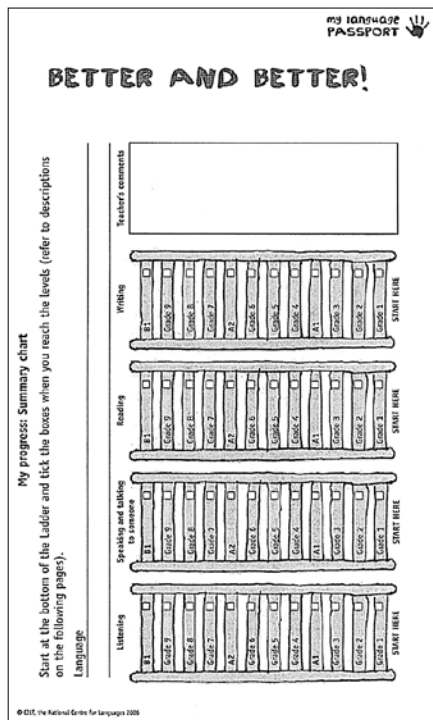 my language
PASSPORT
BETTER AND BETTER!
My progress: Summary chart
Start at the bottom of the ladder and tick the boxes when you reach the levels (refer to descriptions
on the following pages).
Language
Listening
B1
Grade 9
Grade 8
Grade 7
A2
Grade 6
Grade 5
Grade 4
A1
Grade 3
Grade 2
Grade 1
START HERE
Speaking and talking
to someone
B1
Grade 9
Grade 8
Grade 7
A2
Grade 6
Grade 5
Grade 4
A1
Grade 3
Grade 2
Grade 1
START HERE
Reading
B1
Grade 9
Grade 8
Grade 7
A2
Grade 6
Grade 5
Grade 4
A1
Grade 3
Grade 2
Grade 1
START HERE
Writing
B1
Grade 9
Grade 8
Grade 7
A2
Grade 6
Grade 5
Grade 4
A1
Grade 3
Grade 2
Grade 1
START HERE
Teacher's comments
© CILT, the National Centre for Languages 2006